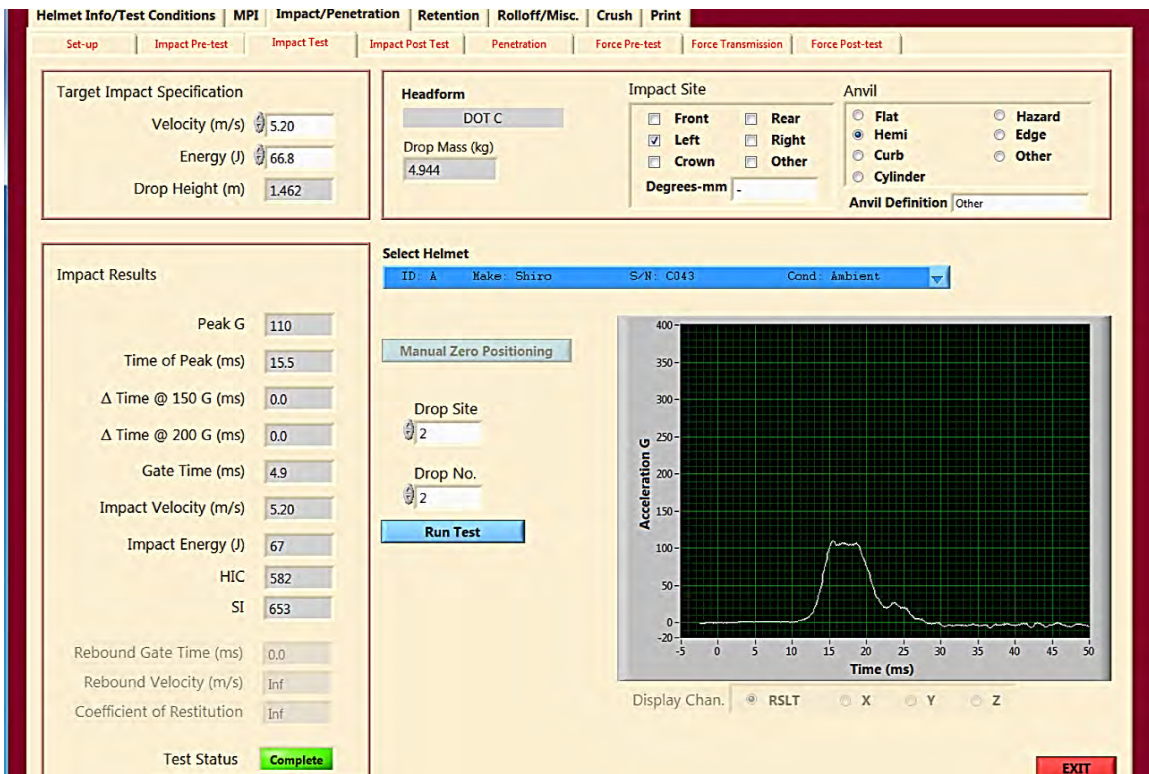 Helmet Info/Test Conditions MPI Impact/Penetration Retention Rolloff/Misc. Crush Print
Set-up Impact Pre-test Impact Test Impact Post Test Penetration Force Pre-test Force Transmission Force Post-test
Target Impact Specification
Velocity (m/s) 5.20
Energy (J) 66.8
Drop Height (m) 1.462
Headform
DOT C
Drop Mass (kg)
4.944
Impact Site
Front Rear
Left Right
Crown Other
Degrees-mm -
Anvil
Flat Hazard
Hemi Edge
Curb Other
Cylinder
Anvil Definition Other
Select Helmet
ID: A Make: Shiro S/N: C043 Cond: Ambient
Impact Results
Peak G 110
Time of Peak (ms) 15.5
Δ Time @ 150 G (ms) 0.0
Δ Time @ 200 G (ms) 0.0
Gate Time (ms) 4.9
Impact Velocity (m/s) 5.20
Impact Energy (J) 67
HIC 582
SI 653
Rebound Gate Time (ms) 0.0
Rebound Velocity (m/s) Inf
Coefficient of Restitution Inf
Test Status Complete
Manual Zero Positioning
Drop Site
2
Drop No.
2
Run Test
Acceleration G
400
350
300
250
200
150
100
50
0
-20
-5 0 5 10 15 20 25 30 35 40 45 50
Time (ms)
Display Chan. RSLT X Y Z
EXIT